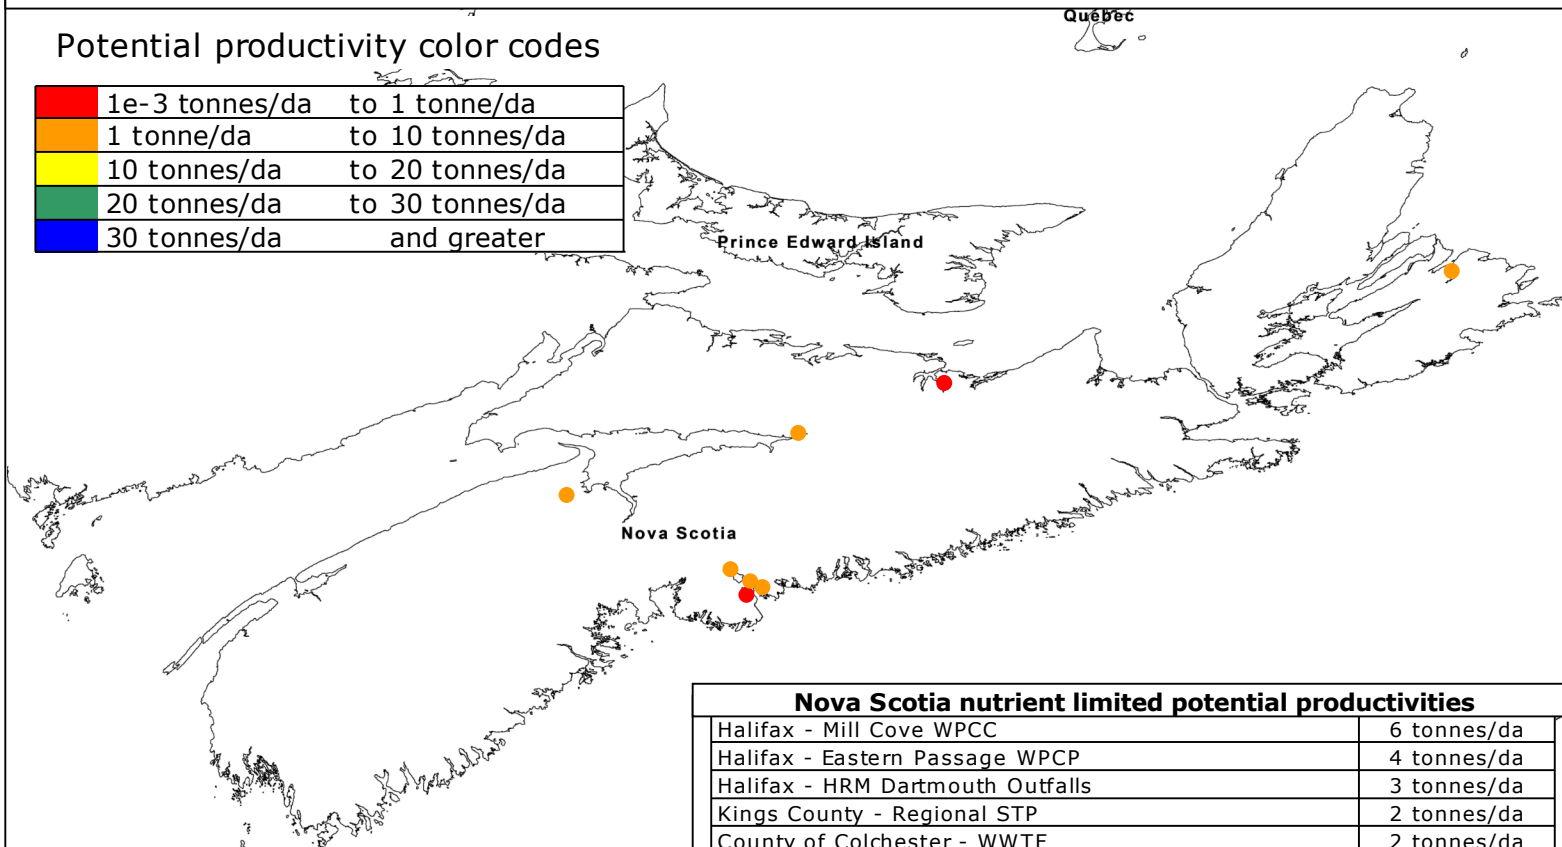 Quebec
Potential productivity color codes
1e-3 tonnes/da to 1 tonne/da
1 tonne/da to 10 tonnes/da
10 tonnes/da to 20 tonnes/da
20 tonnes/da to 30 tonnes/da
30 tonnes/da and greater
Prince Edward Island
Nova Scotia
Nova Scotia nutrient limited potential productivities
Halifax - Mill Cove WPCC 6 tonnes/da
Halifax - Eastern Passage WPCP 4 tonnes/da
Halifax - HRM Dartmouth Outfalls 3 tonnes/da
Kings County - Regional STP 2 tonnes/da
County of Colchester - WWTF 2 tonnes/da